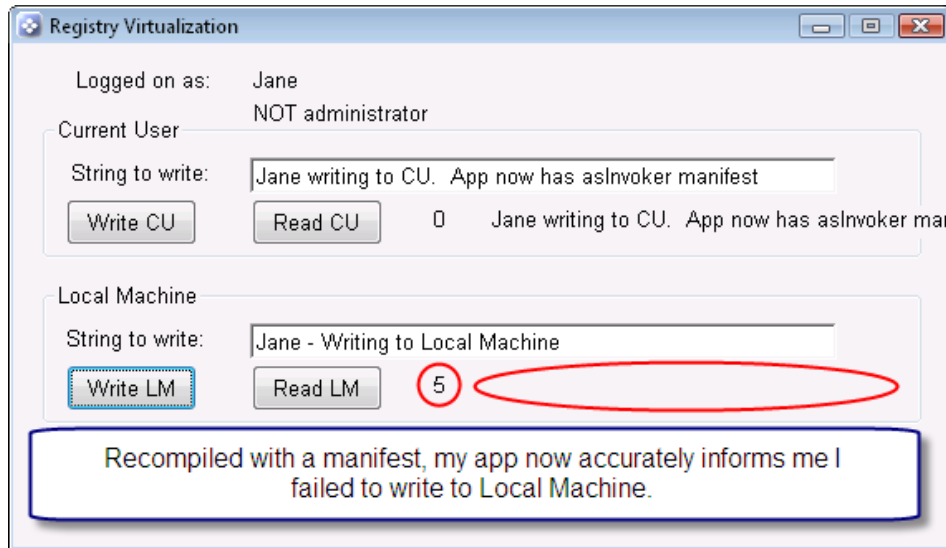 Registry Virtualization
Logged on as: Jane
NOT administrator
Current User
String to write: Jane writing to CU.  App now has asInvoker manifest
Write CU Read CU 0 Jane writing to CU.  App now has asInvoker ma
Local Machine
String to write: Jane - Writing to Local Machine
Write LM Read LM 5
Recompiled with a manifest, my app now accurately informs me I
failed to write to Local Machine.